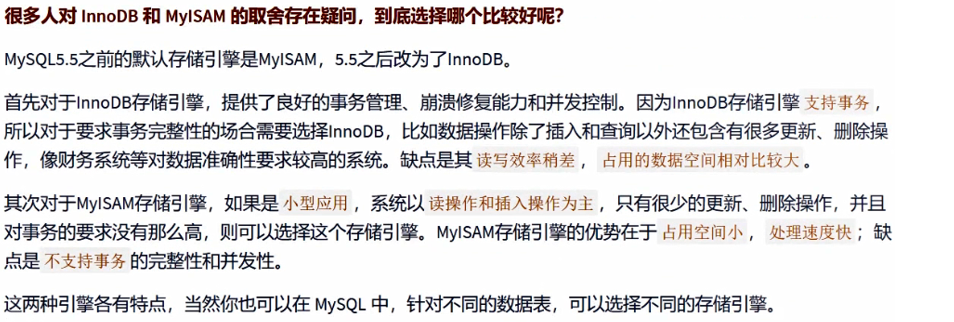 很多人对 InnoDB 和 MyISAM 的取舍存在疑问，到底选择哪个比较好呢？
MySQL5.5之前的默认存储引擎是MyISAM，5.5之后改为了InnoDB。
首先对于InnoDB存储引擎，提供了良好的事务管理、崩溃修复能力和并发控制。因为InnoDB存储引擎 支持事务 ，
所以对于要求事务完整性的场合需要选择InnoDB，比如数据操作除了插入和查询以外还包含有很多更新、删除操
作，像财务系统等对数据准确性要求较高的系统。缺点是其 读写效率稍差 ， 占用的数据空间相对比较大 。
其次对于MyISAM存储引擎，如果是 小型应用 ，系统以 读操作和插入操作为主 ，只有很少的更新、删除操作，并且
对事务的要求没有那么高，则可以选择这个存储引擎。MyISAM存储引擎的优势在于 占用空间小 ， 处理速度快 ；缺
点是 不支持事务 的完整性和并发性。
这两种引擎各有特点，当然你也可以在 MySQL 中，针对不同的数据表，可以选择不同的存储引擎。